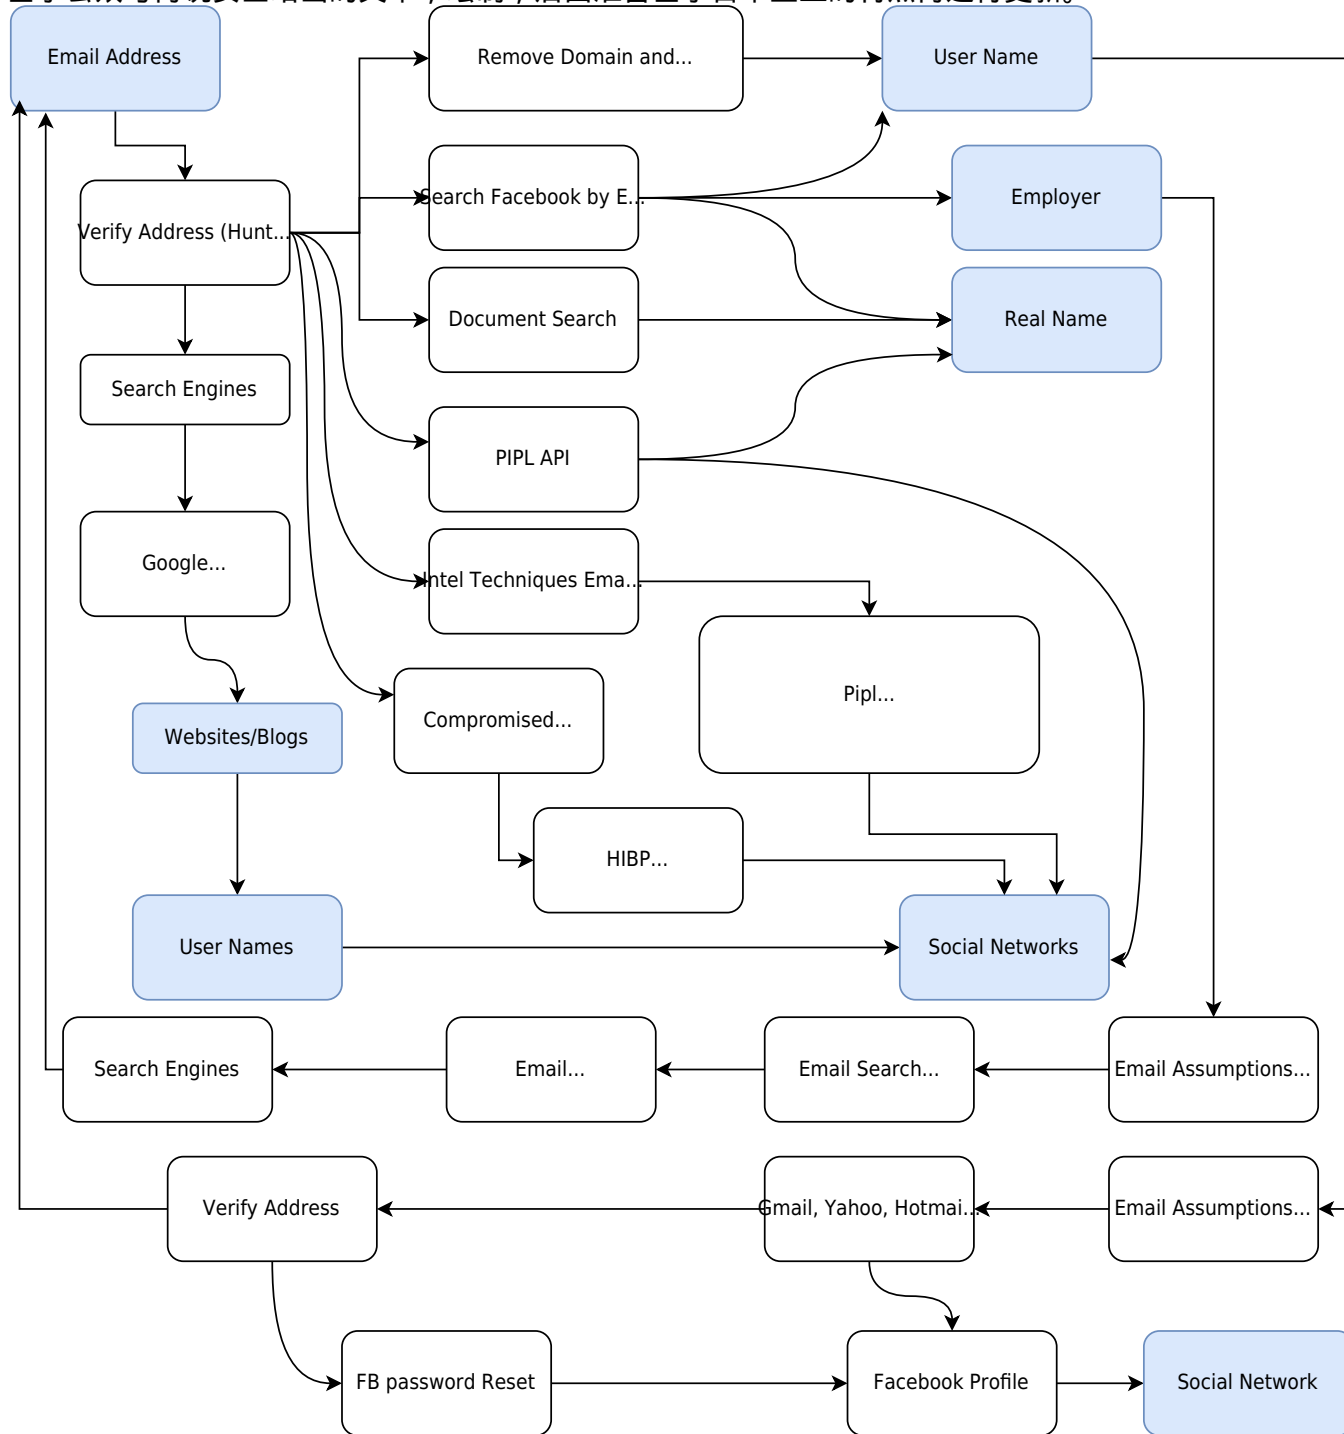 Email Address
Remove Domain and...
User Name
Search Facebook by E...
Employer
Verify Address (Hunt...
Document Search
Real Name
Search Engines
PIPL API
Google...
Intel Techniques Ema...
Pipl...
Compromised...
Websites/Blogs
HIBP...
User Names
Social Networks
Search Engines
Email...
Email Search...
Email Assumptions...
Verify Address
Gmail, Yahoo, Hotmai...
Email Assumptions...
FB password Reset
Facebook Profile
Social Network